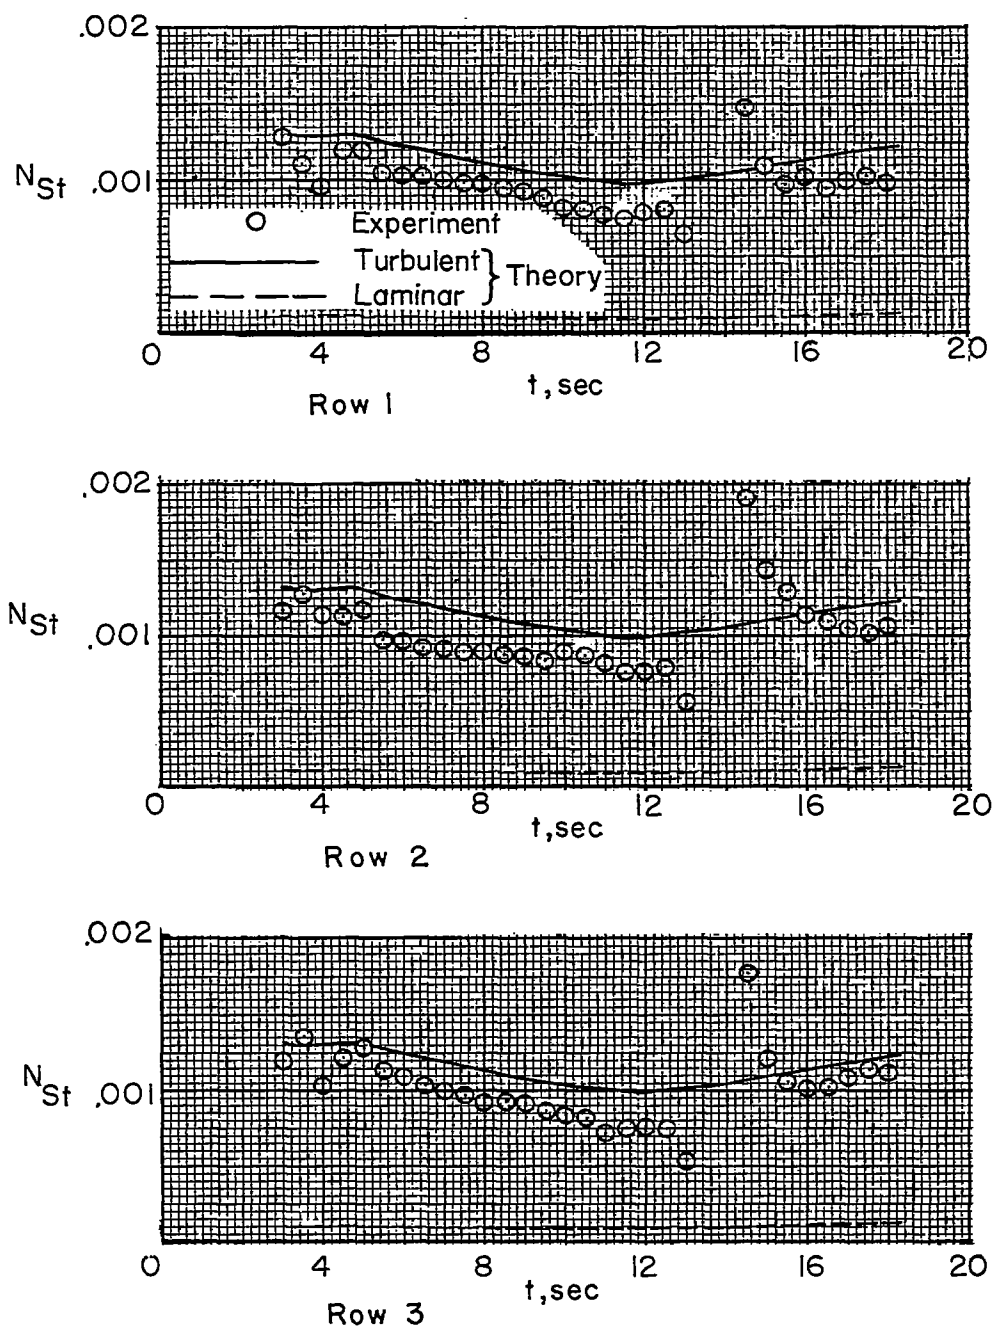 .002
N_St .001
Experiment
Turbulent } Theory
Laminar
0 4 8 12 16 20
t, sec
Row 1
.002
N_St .001
0 4 8 12 16 20
t, sec
Row 2
.002
N_St .001
0 4 8 12 16 20
t, sec
Row 3